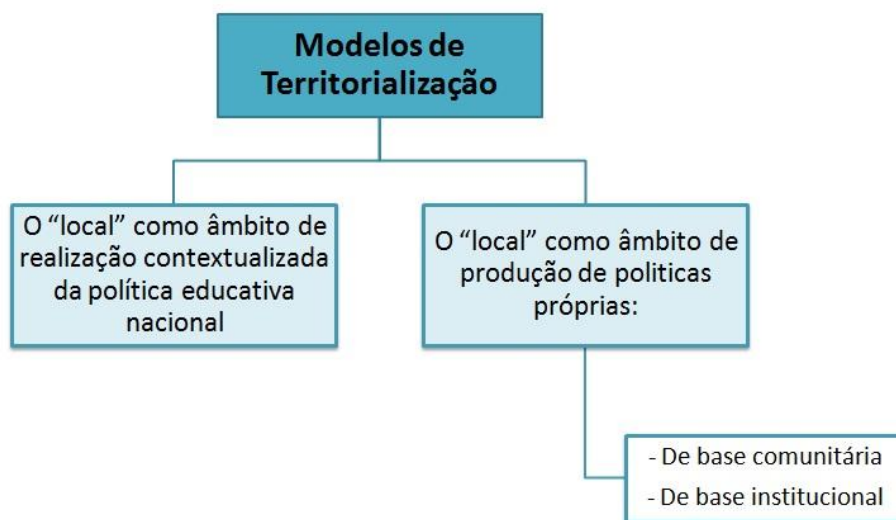 Modelos de
Territorialização
O “local” como âmbito de
realização contextualizada
da política educativa
nacional
O “local” como âmbito de
produção de politicas
próprias:
- De base comunitária
- De base institucional